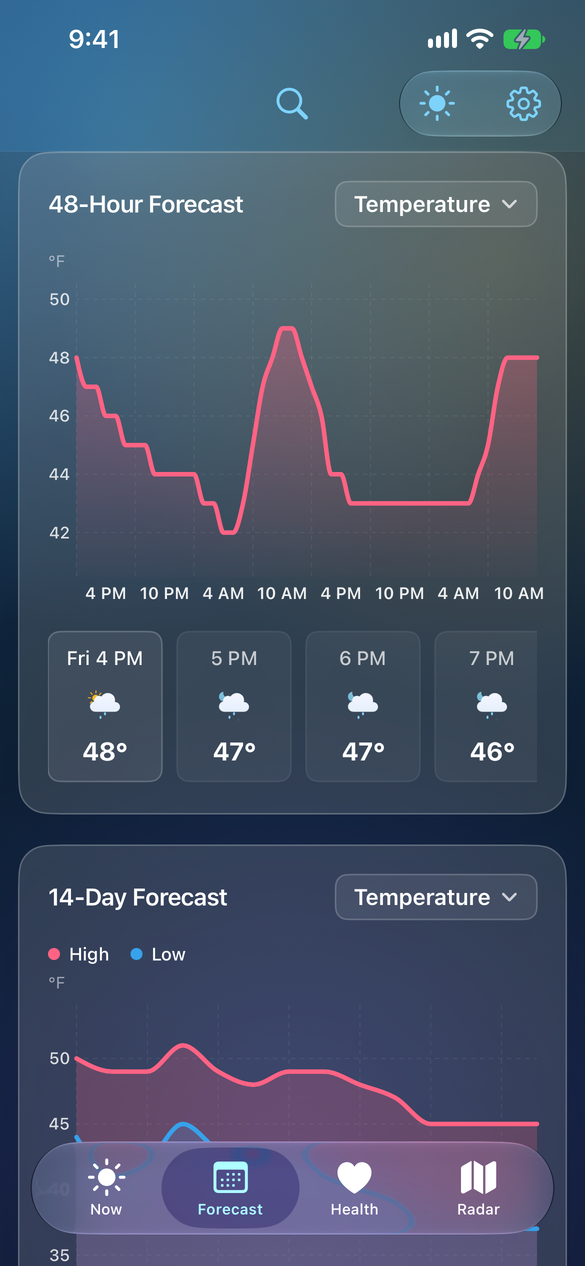 9:41
48-Hour Forecast
Temperature
°F
50
48
46
44
42
4 PM 10 PM 4 AM 10 AM 4 PM 10 PM 4 AM 10 AM
Fri 4 PM 5 PM 6 PM 7 PM
48° 47° 47° 46°
14-Day Forecast
Temperature
High Low
°F
50
45
40
Now Forecast Health Radar
35